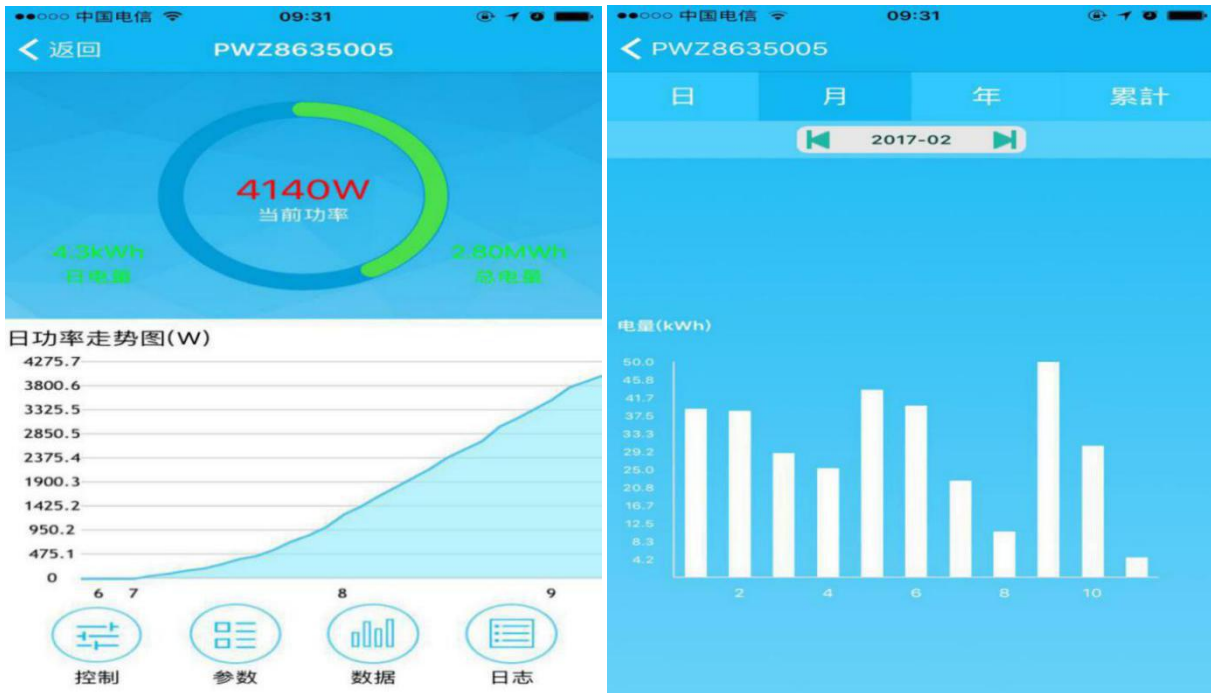 中国电信 09:31
返回 PWZ8635005
4140W
当前功率
4.3kWh 2.80MWh
日电量 总电量
日功率走势图(W)
4275.7
3800.6
3325.5
2850.5
2375.4
1900.3
1425.2
950.2
475.1
0
6 7 8 9
控制 参数 数据 日志
中国电信 09:31
PWZ8635005
日 月 年 累計
2017-02
电量(kWh)
50.0
45.8
41.7
37.5
33.3
29.2
25.0
20.8
16.7
12.5
8.3
4.2
2 4 6 8 10